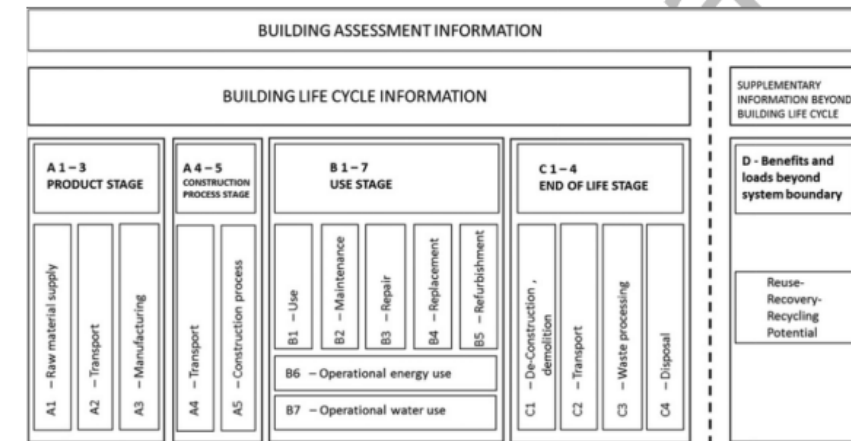 BUILDING ASSESSMENT INFORMATION
BUILDING LIFE CYCLE INFORMATION
SUPPLEMENTARY
INFORMATION BEYOND
BUILDING LIFE CYCLE
A 1 – 3
PRODUCT STAGE
A 4 – 5
CONSTRUCTION
PROCESS STAGE
B 1 – 7
USE STAGE
C 1 – 4
END OF LIFE STAGE
D - Benefits and
loads beyond
system boundary
A1 – Raw material supply
A2 – Transport
A3 – Manufacturing
A4 – Transport
A5 – Construction process
B1 – Use
B2 – Maintenance
B3 – Repair
B4 – Replacement
B5 – Refurbishment
B6 – Operational energy use
B7 – Operational water use
C1 – De-Construction ,
demolition
C2 – Transport
C3 – Waste processing
C4 – Disposal
Reuse-
Recovery-
Recycling
Potential